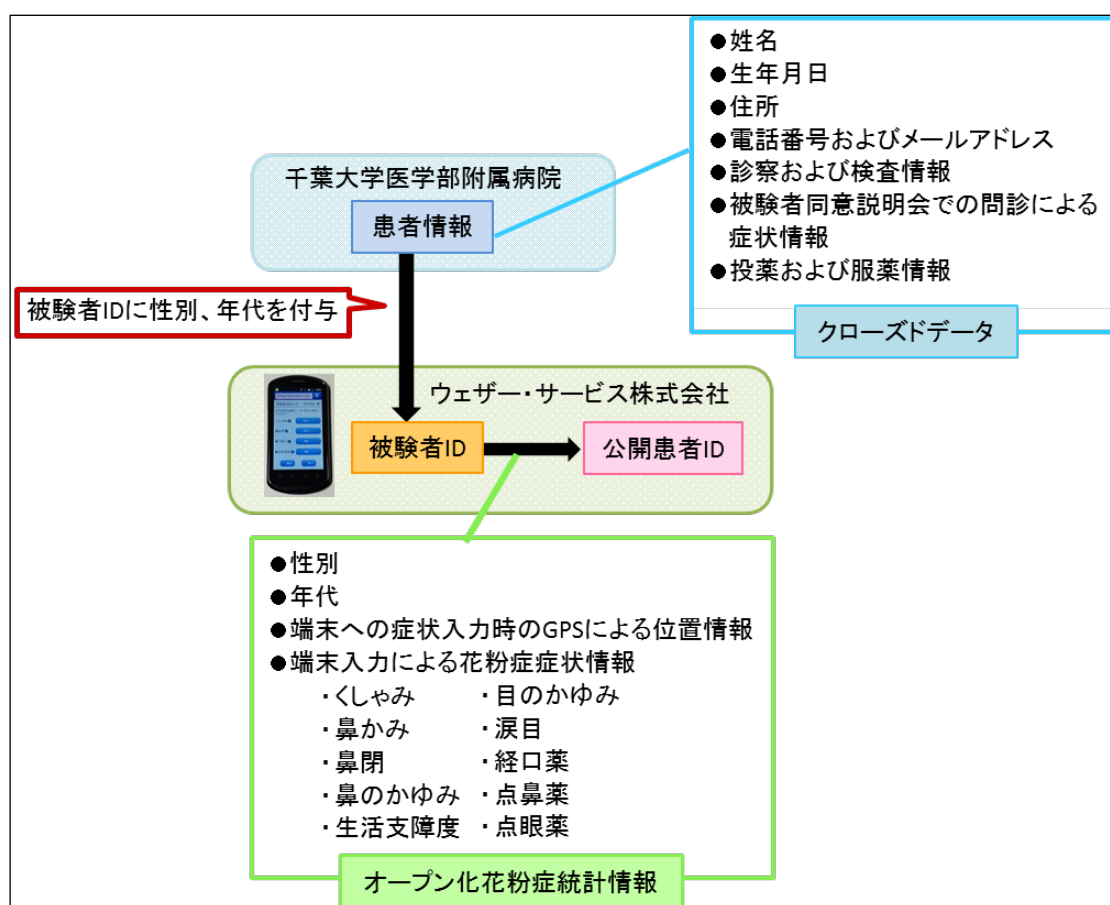 ●姓名
●生年月日
●住所
●電話番号およびメールアドレス
●診察および検査情報
●被験者同意説明会での問診による
症状情報
●投薬および服薬情報
クローズドデータ
千葉大学医学部附属病院
患者情報
被験者IDに性別、年代を付与
ウェザー・サービス株式会社
被験者ID
公開患者ID
●性別
●年代
●端末への症状入力時のGPSによる位置情報
●端末入力による花粉症症状情報
・くしゃみ ・目のかゆみ
・鼻かみ ・涙目
・鼻閉 ・経口薬
・鼻のかゆみ ・点鼻薬
・生活支障度 ・点眼薬
オープン化花粉症統計情報